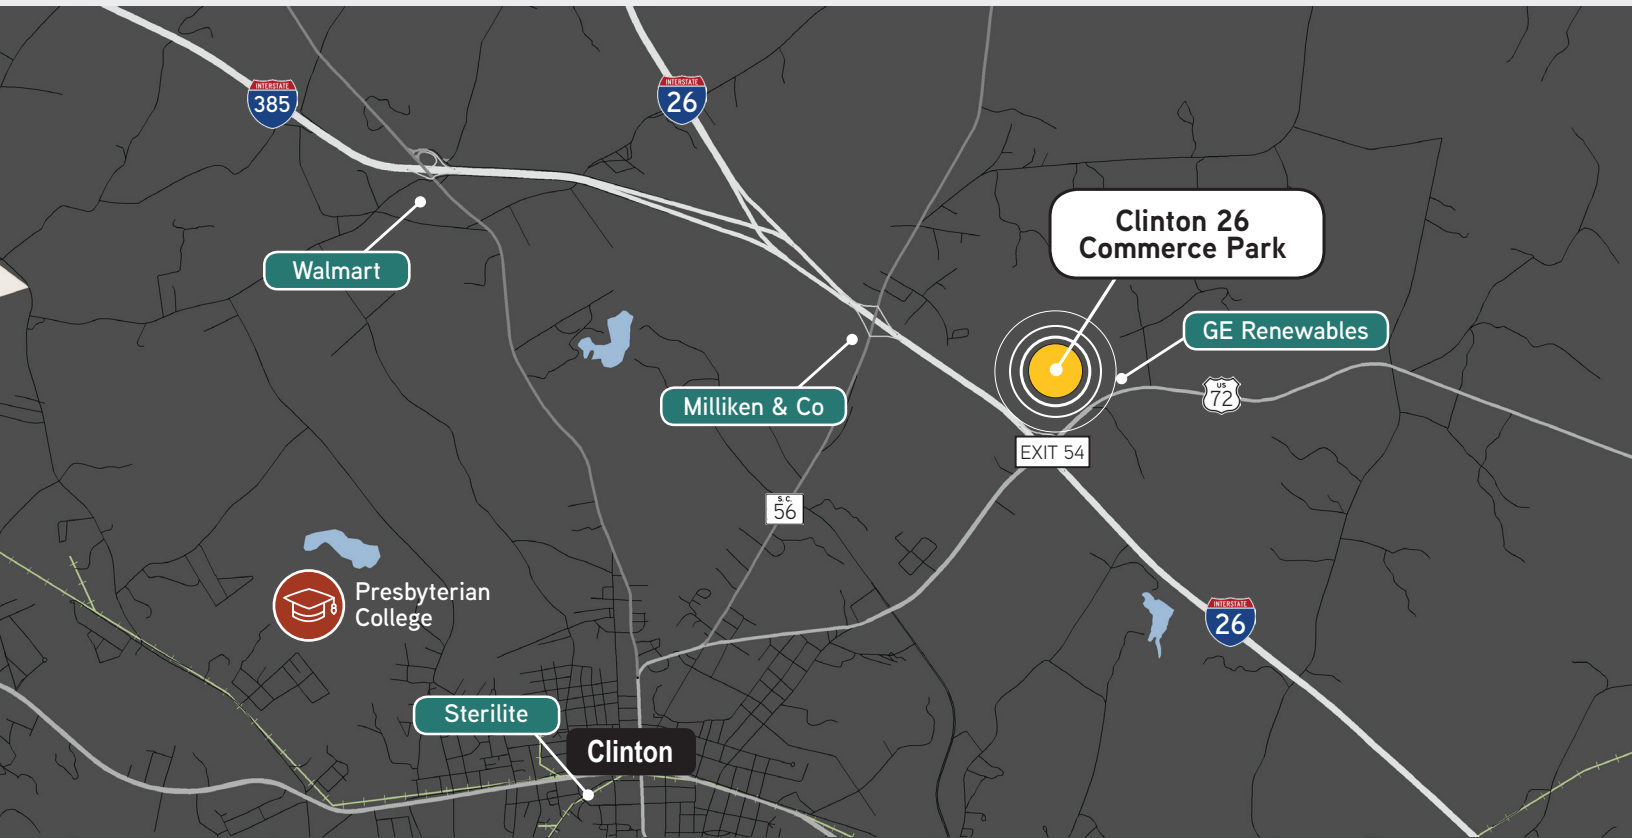 INTERSTATE
385
INTERSTATE
26
Clinton 26
Commerce Park
Walmart
GE Renewables
US
72
Milliken & Co
EXIT 54
S.C.
56
Presbyterian
College
INTERSTATE
26
Sterilite
Clinton